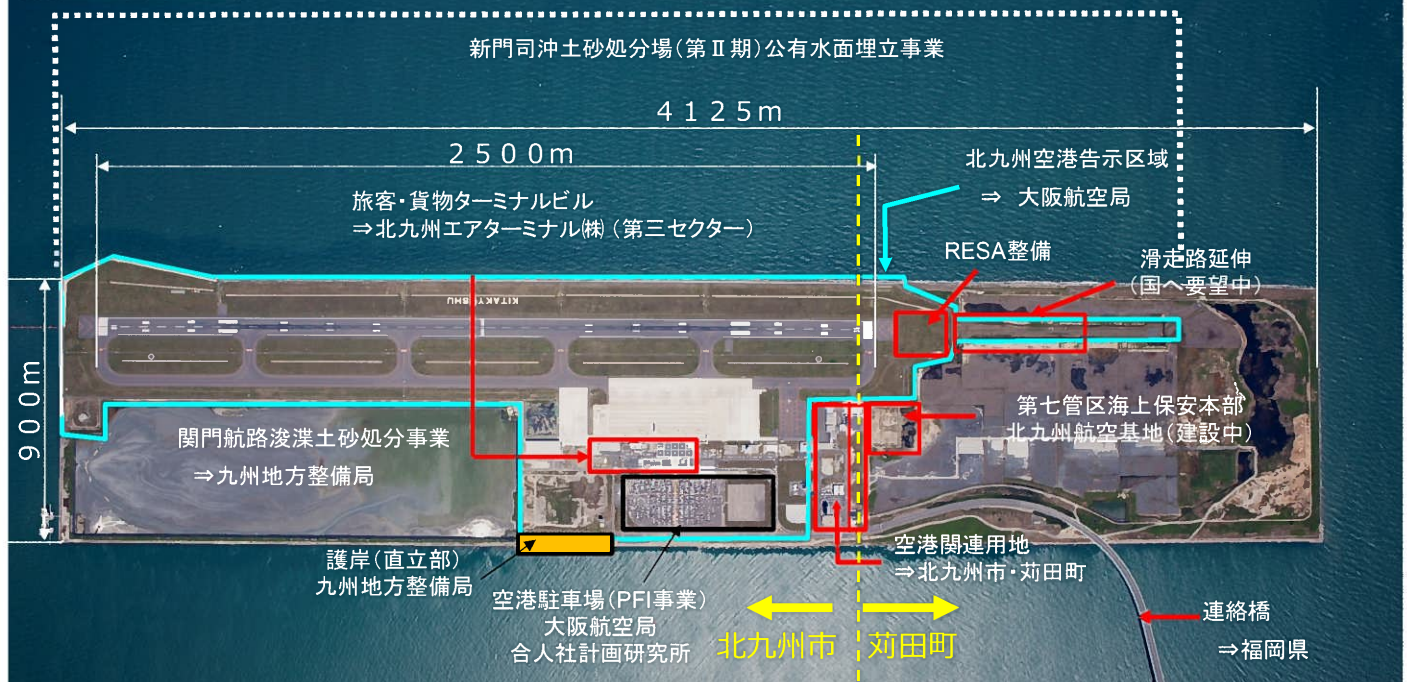 新門司沖土砂処分場(第Ⅱ期)公有水面埋立事業
4125m
2500m
北九州空港告示区域
⇒ 大阪航空局
旅客・貨物ターミナルビル
⇒北九州エアターミナル㈱(第三セクター)
RESA整備
滑走路延伸
(国へ要望中)
KITAKYUSHU
900m
第七管区海上保安本部
北九州航空基地(建設中)
関門航路浚渫土砂処分事業
⇒九州地方整備局
護岸(直立部)
九州地方整備局
空港駐車場(PFI事業)
大阪航空局
合人社計画研究所
空港関連用地
⇒北九州市・苅田町
北九州市
苅田町
連絡橋
⇒福岡県